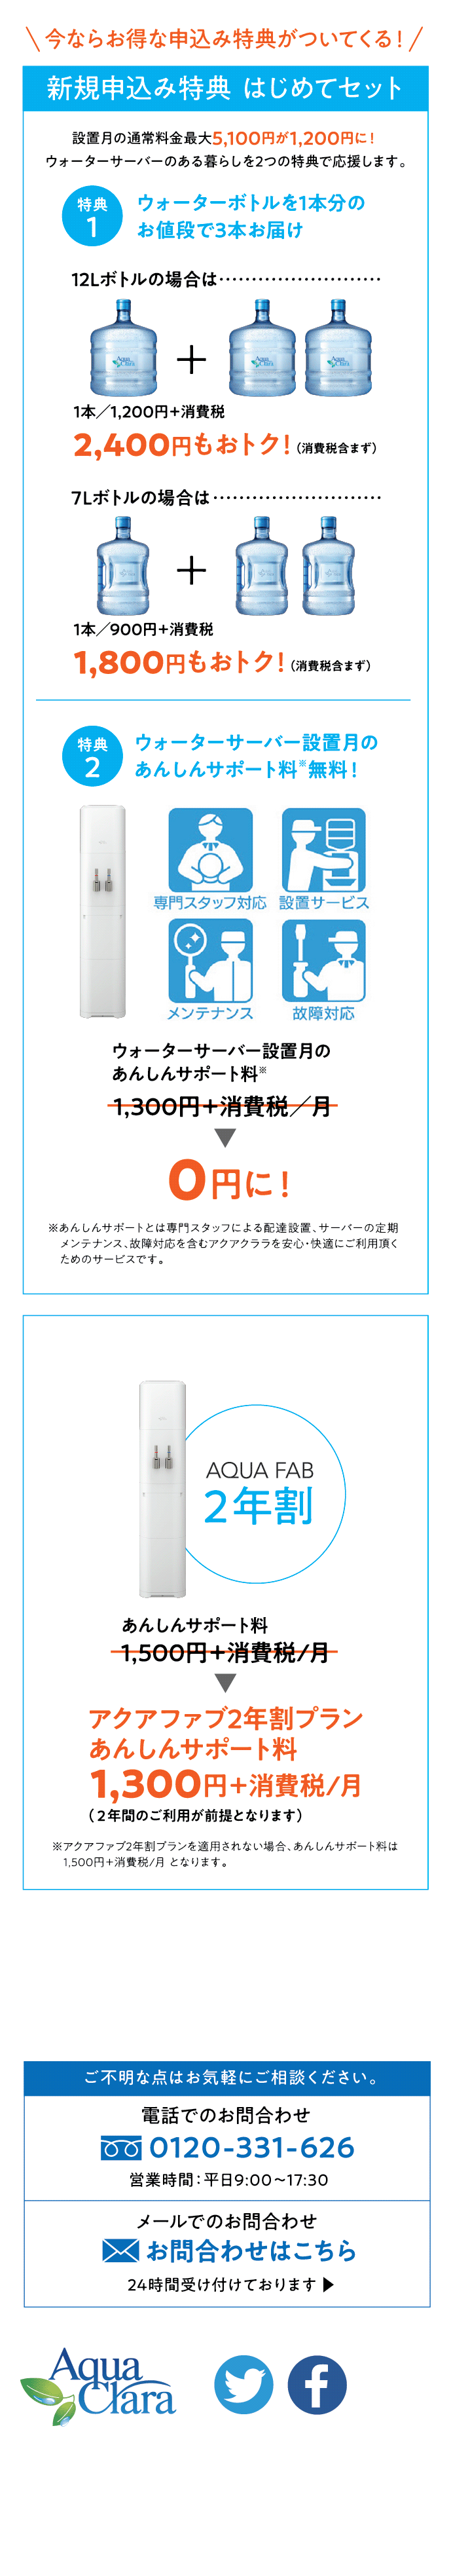 今ならお得な申込み特典がついてくる！
新規申込み特典 はじめてセット
設置月の通常料金最大5,100円が1,200円に！
ウォーターサーバーのある暮らしを2つの特典で応援します。
特典
1
ウォーターボトルを1本分の
お値段で3本お届け
12Lボトルの場合は
Aqua Clara
Aqua Clara
Aqua Clara
＋
1本／1,200円＋消費税
2,400円もおトク！（消費税含まず）
7Lボトルの場合は
＋
1本／900円＋消費税
1,800円もおトク！（消費税含まず）
特典
2
ウォーターサーバー設置月の
あんしんサポート料※無料！
専門スタッフ対応
設置サービス
メンテナンス
故障対応
ウォーターサーバー設置月の
あんしんサポート料※
1,300円＋消費税／月
▼
0円に！
※あんしんサポートとは専門スタッフによる配達設置、サーバーの定期
メンテナンス、故障対応を含むアクアクララを安心・快適にご利用頂く
ためのサービスです。
AQUA FAB
2年割
あんしんサポート料
1,500円＋消費税/月
▼
アクアファブ2年割プラン
あんしんサポート料
1,300円＋消費税/月
（２年間のご利用が前提となります）
※アクアファブ2年割プランを適用されない場合、あんしんサポート料は
1,500円＋消費税/月 となります。
ご不明な点はお気軽にご相談ください。
電話でのお問合わせ
0120-331-626
営業時間：平日9:00～17:30
メールでのお問合わせ
お問合わせはこちら
24時間受け付けております ▶
Aqua
Clara